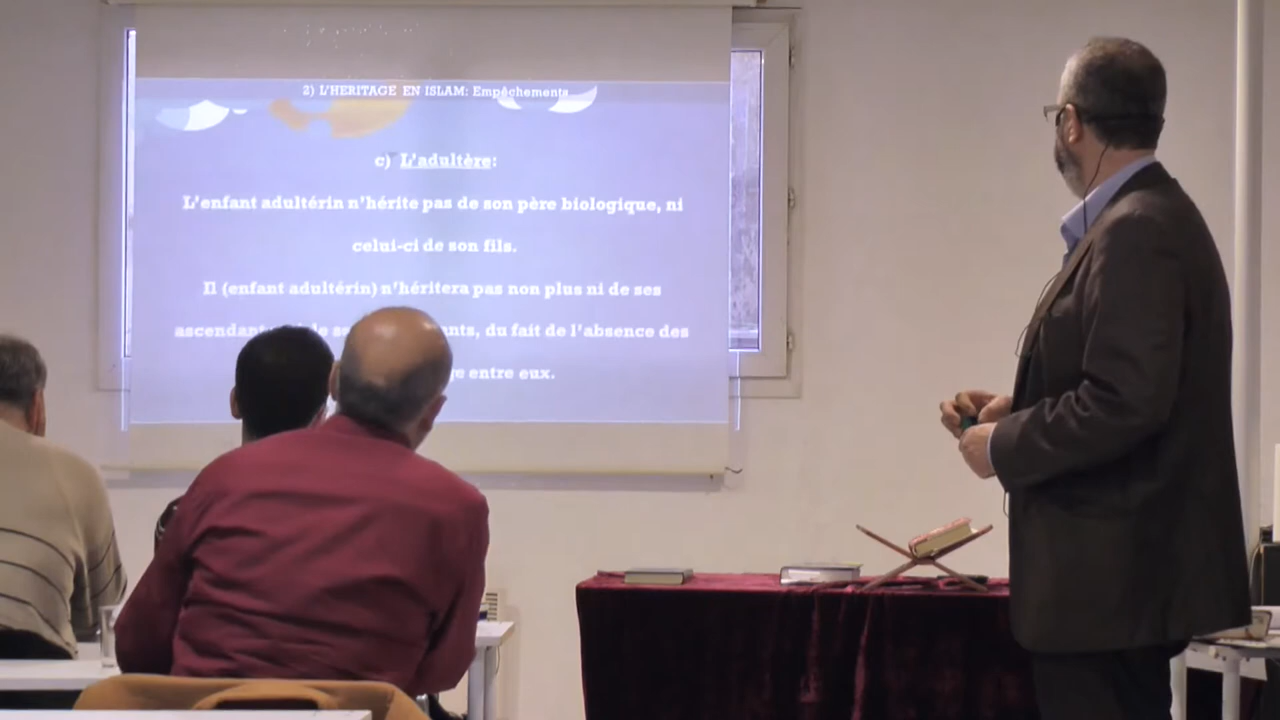 2) L'HERITAGE EN ISLAM: Empêchements
c) L'adultère:
L'enfant adultérin n'hérite pas de son père biologique, ni
celui-ci de son fils.
Il (enfant adultérin) n'héritera pas non plus ni de ses
du fait de l'absence des
entre eux.